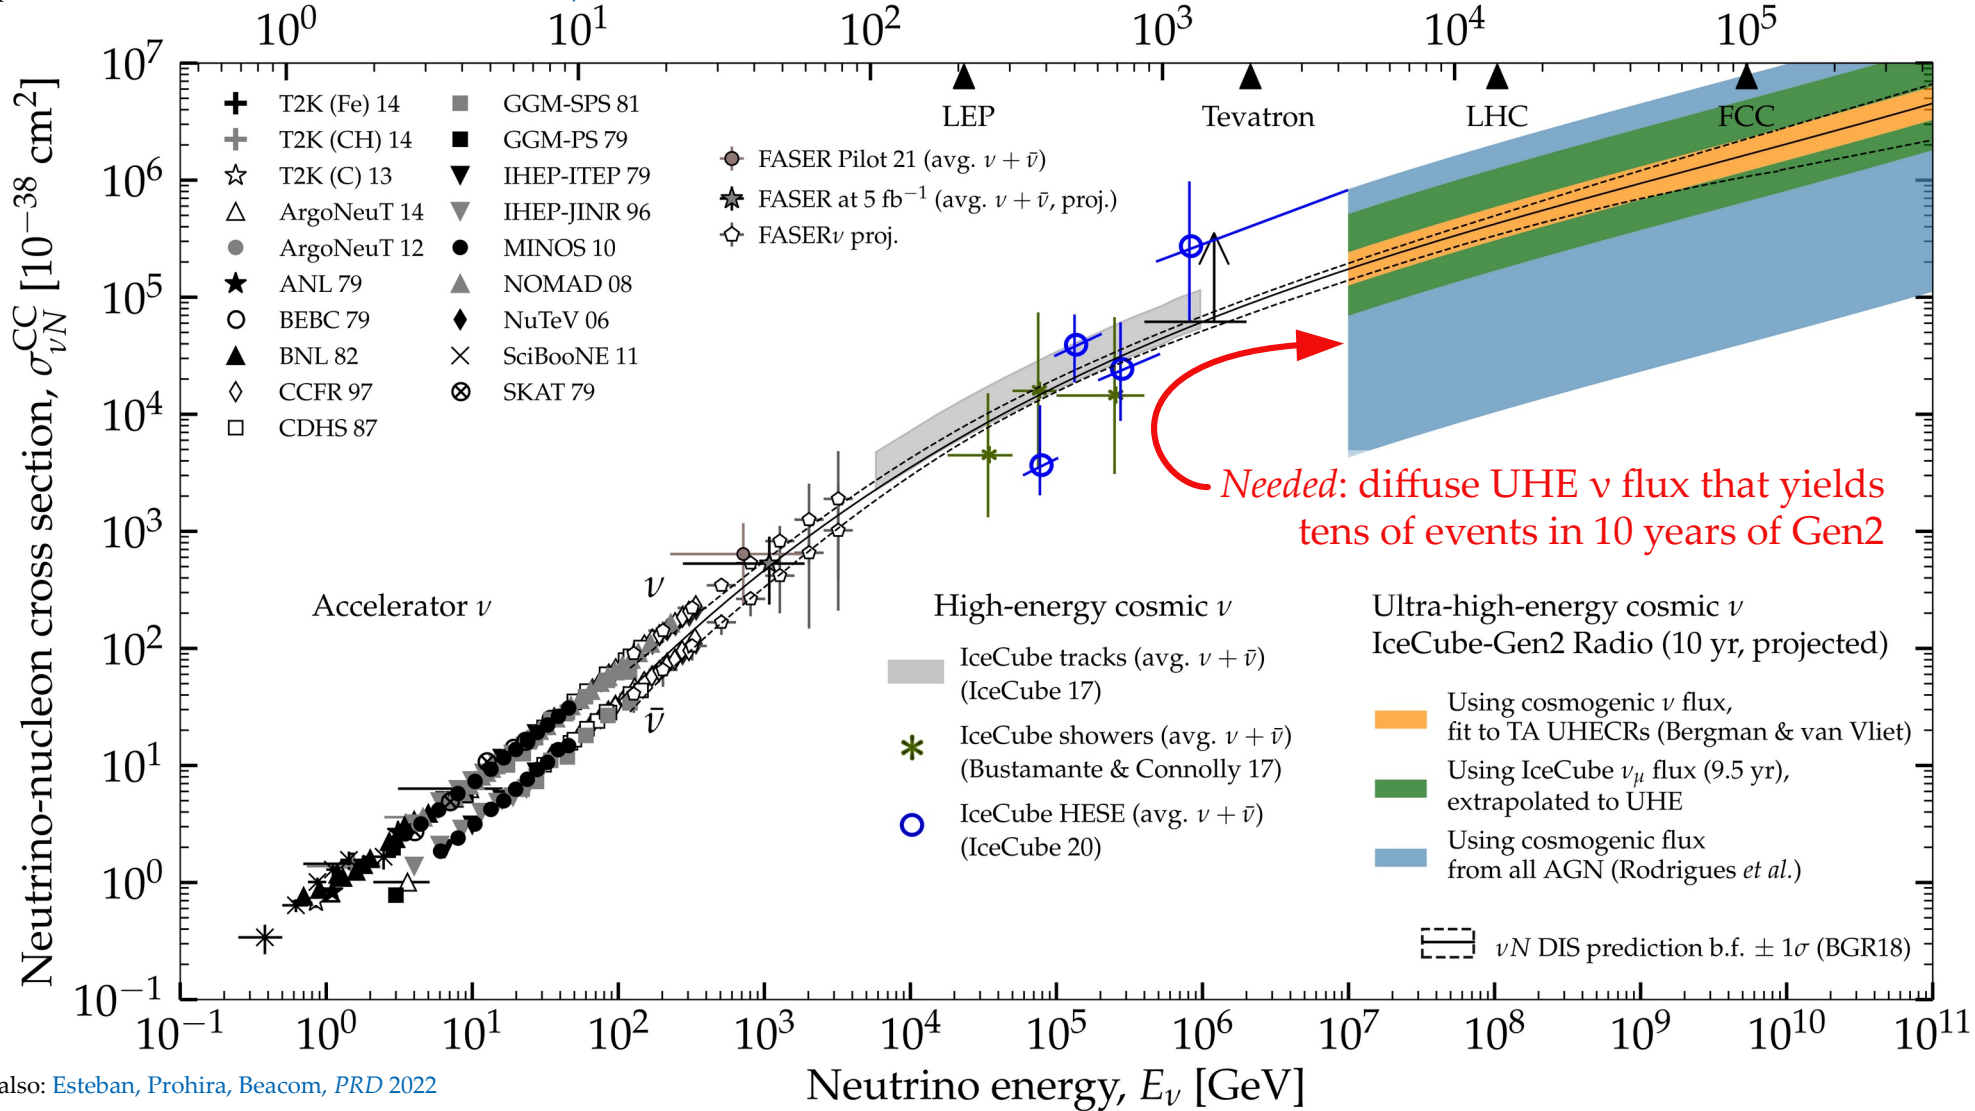 10⁰ 10¹ 10² 10³ 10⁴ 10⁵
10⁷
10⁶
10⁵
10⁴
10³
10²
10¹
10⁰
10⁻¹
Neutrino-nucleon cross section, σ^CC_νN [10⁻³⁸ cm²]
T2K (Fe) 14
T2K (CH) 14
T2K (C) 13
ArgoNeuT 14
ArgoNeuT 12
ANL 79
BEBC 79
BNL 82
CCFR 97
CDHS 87
GGM-SPS 81
GGM-PS 79
IHEP-ITEP 79
IHEP-JINR 96
MINOS 10
NOMAD 08
NuTeV 06
SciBooNE 11
SKAT 79
FASER Pilot 21 (avg. ν + ν̄)
FASER at 5 fb⁻¹ (avg. ν + ν̄, proj.)
FASERν proj.
LEP
Tevatron
LHC
FCC
Needed: diffuse UHE ν flux that yields
tens of events in 10 years of Gen2
Accelerator ν
ν
ν̄
High-energy cosmic ν
IceCube tracks (avg. ν + ν̄)
(IceCube 17)
IceCube showers (avg. ν + ν̄)
(Bustamante & Connolly 17)
IceCube HESE (avg. ν + ν̄)
(IceCube 20)
Ultra-high-energy cosmic ν
IceCube-Gen2 Radio (10 yr, projected)
Using cosmogenic ν flux,
fit to TA UHECRs (Bergman & van Vliet)
Using IceCube ν_μ flux (9.5 yr),
extrapolated to UHE
Using cosmogenic flux
from all AGN (Rodrigues et al.)
νN DIS prediction b.f. ± 1σ (BGR18)
10⁻¹ 10⁰ 10¹ 10² 10³ 10⁴ 10⁵ 10⁶ 10⁷ 10⁸ 10⁹ 10¹⁰ 10¹¹
Neutrino energy, E_ν [GeV]
also: Esteban, Prohira, Beacom, PRD 2022